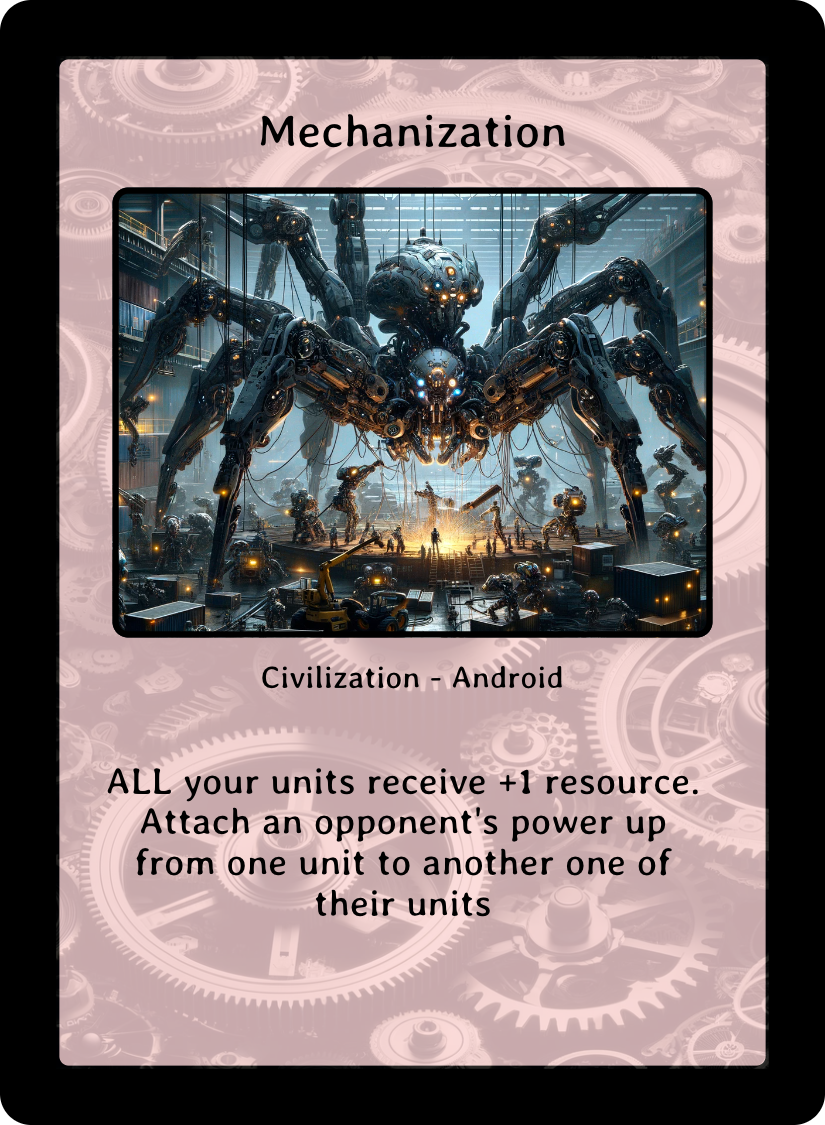 Mechanization
Civilization - Android
ALL your units receive +1 resource.
Attach an opponent's power up
from one unit to another one of
their units